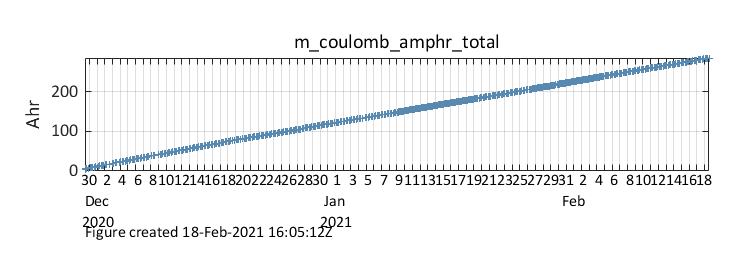 m_coulomb_amphr_total
Ahr
200
100
0
30 2 4 6 8 10 12 14 16 18 20 22 24 26 28 30 1 3 5 7 9 11 13 15 17 19 21 23 25 27 29 31 2 4 6 8 10 12 14 16 18
Dec Jan Feb
2020 2021
Figure created 18-Feb-2021 16:05:12Z